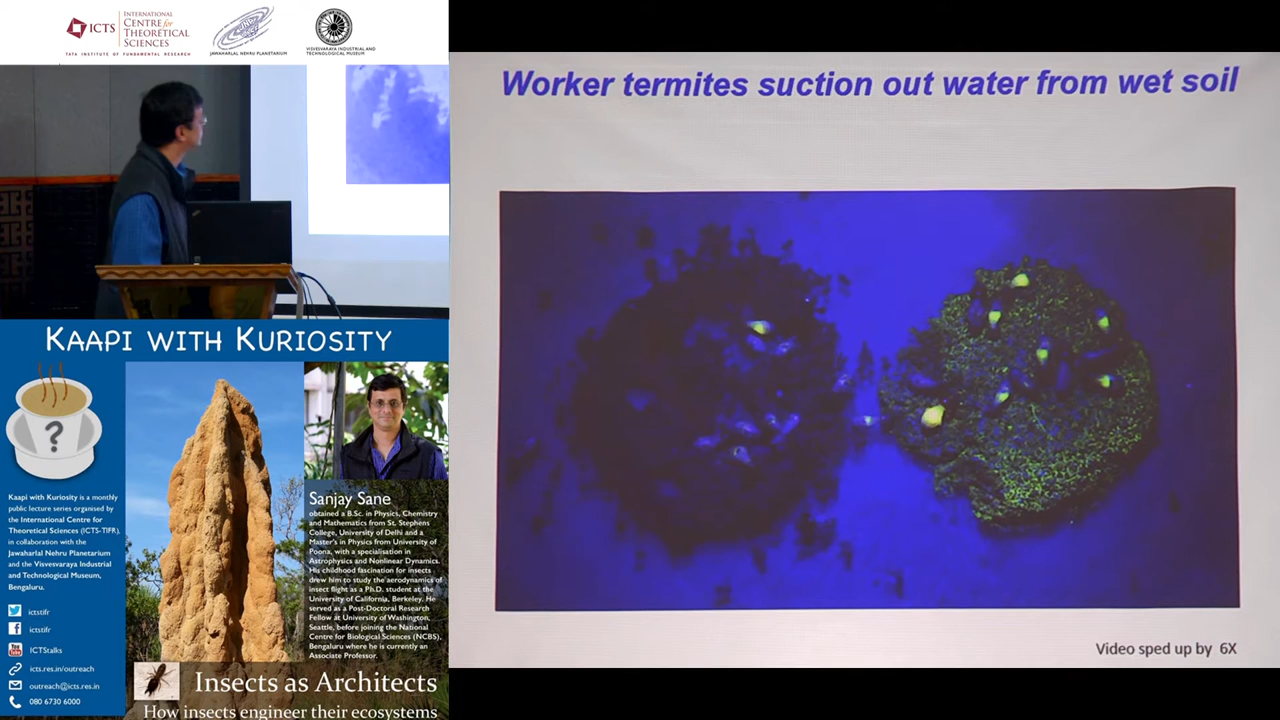 ICTS
INTERNATIONAL
CENTRE for
THEORETICAL
SCIENCES
TATA INSTITUTE OF FUNDAMENTAL RESEARCH
JAWAHARLAL NEHRU PLANETARIUM
VISVESVARAYA INDUSTRIAL AND
TECHNOLOGICAL MUSEUM
KAAPI WITH KURIOSITY
?
Kaapi with Kuriosity is a monthly
public lecture series organised by
the International Centre for
Theoretical Sciences (ICTS-TIFR),
in collaboration with the
Jawaharlal Nehru Planetarium
and the Visvesvaraya Industrial
and Technological Museum,
Bengaluru.
ictstifr
ictstifr
You
Tube
ICTStalks
icts.res.in/outreach
outreach@icts.res.in
080 6730 6000
Sanjay Sane
obtained a B.Sc. in Physics, Chemistry
and Mathematics from St. Stephens
College, University of Delhi and a
Master's in Physics from University of
Poona, with a specialisation in
Astrophysics and Nonlinear Dynamics.
His childhood fascination for insects
drew him to study the aerodynamics of
insect flight as a Ph.D. student at the
University of California, Berkeley. He
served as a Post-Doctoral Research
Fellow at University of Washington,
Seattle, before joining the National
Centre for Biological Sciences (NCBS),
Bengaluru where he is currently an
Associate Professor.
Insects as Architects
How insects engineer their ecosystems
Worker termites suction out water from wet soil
Video sped up by 6X